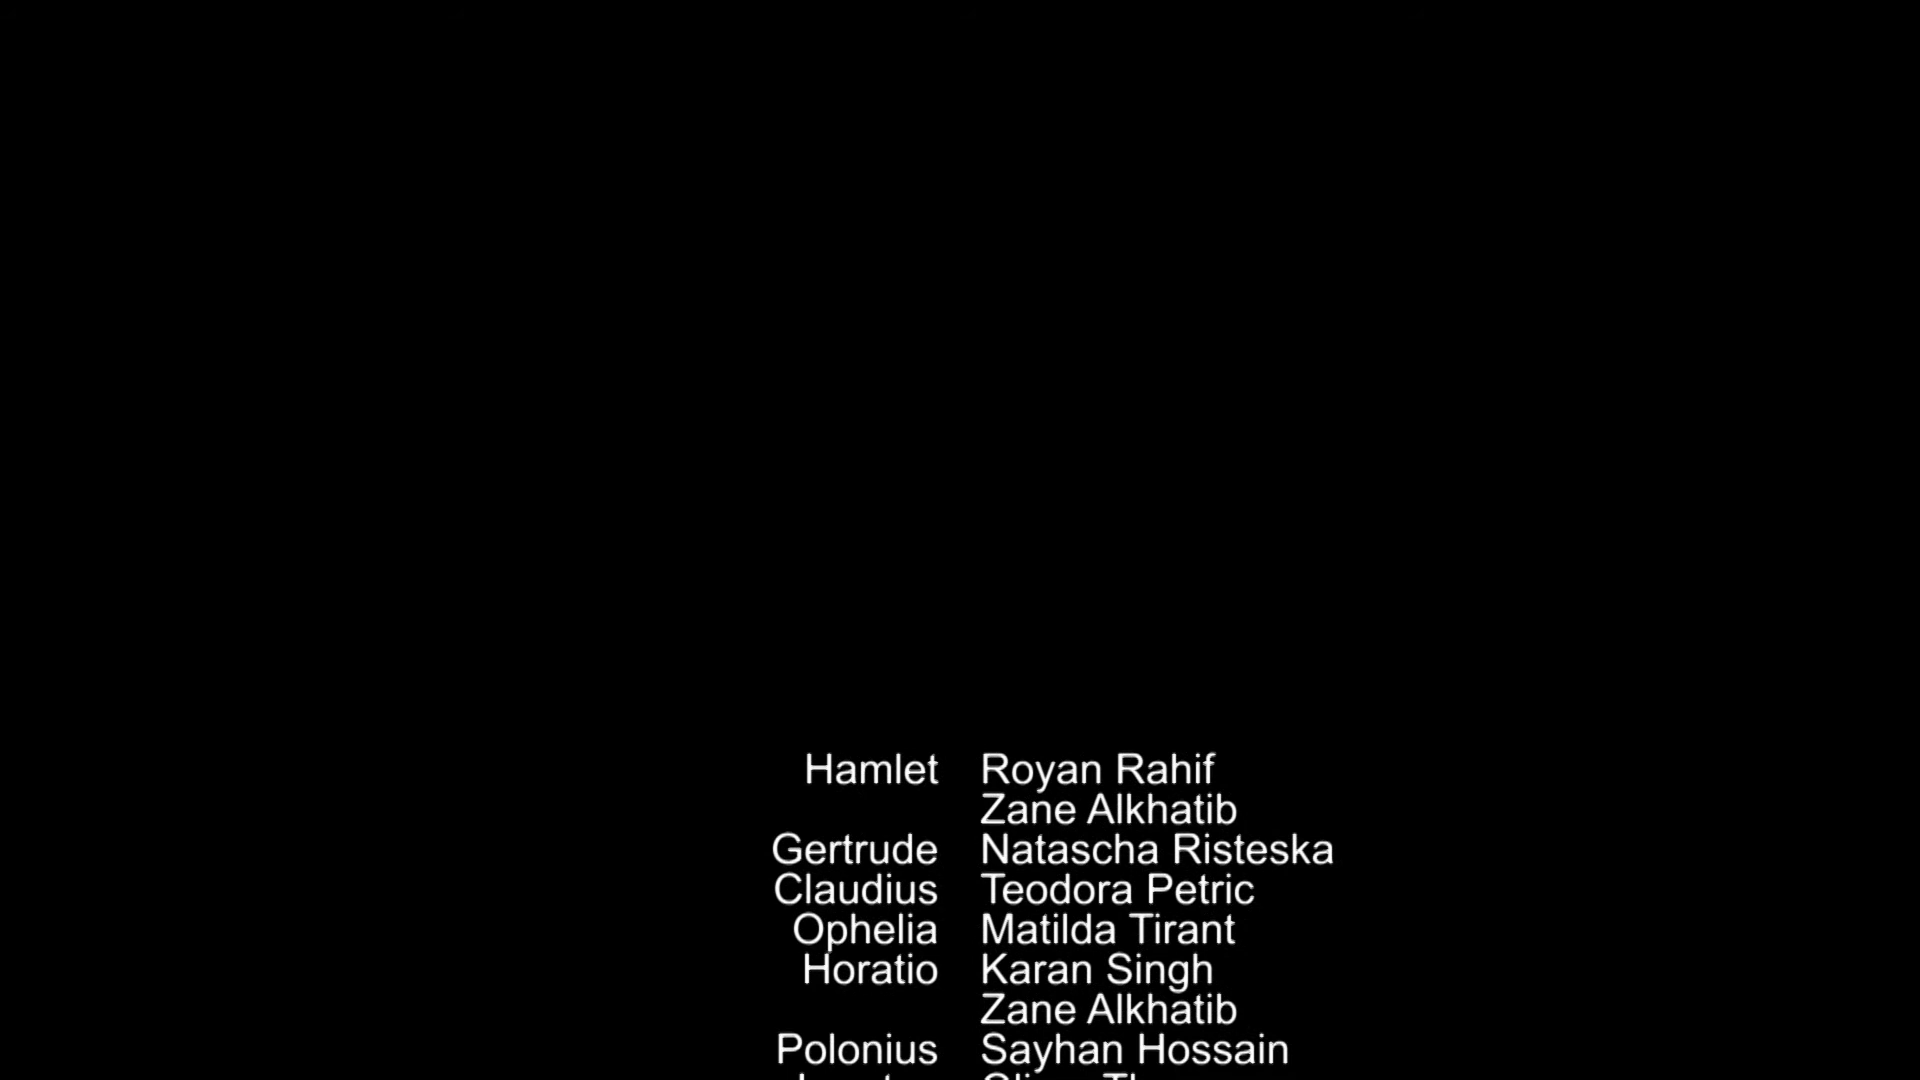 Hamlet Royan Rahif
Zane Alkhatib
Gertrude Natascha Risteska
Claudius Teodora Petric
Ophelia Matilda Tirant
Horatio Karan Singh
Zane Alkhatib
Polonius Sayhan Hossain